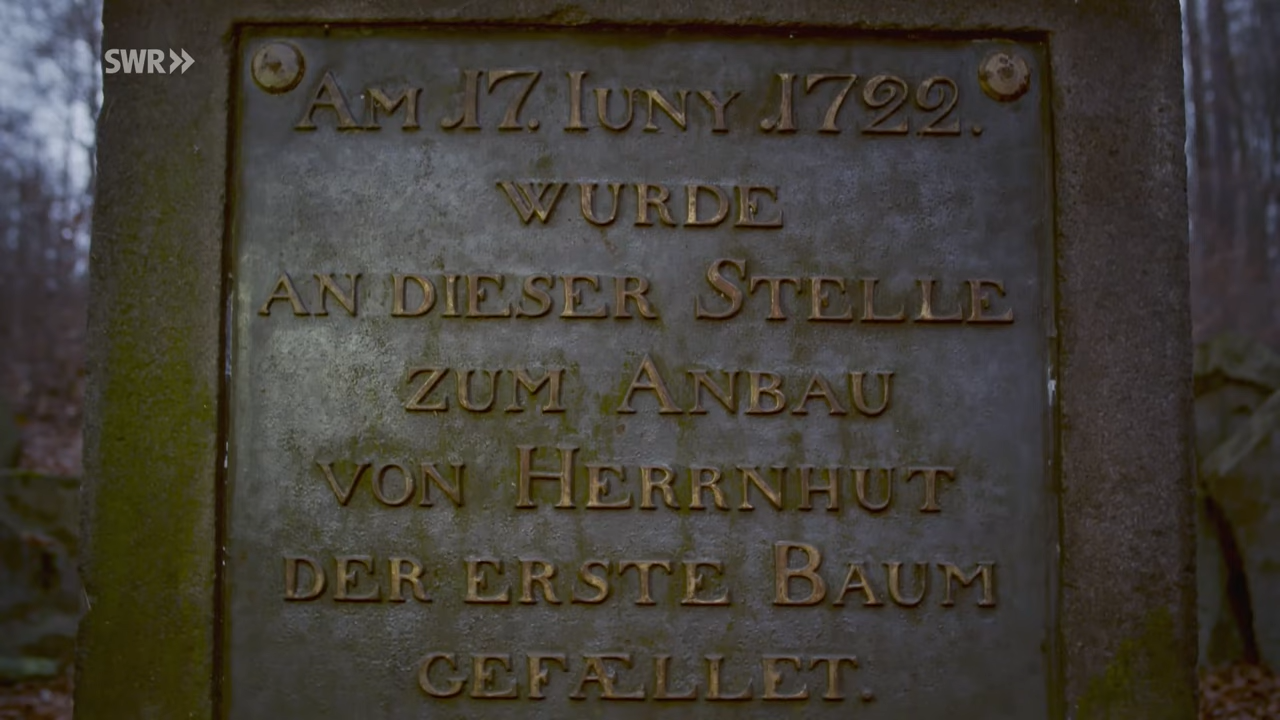 SWR»
Am 17. Iuny 1722.
wurde
an dieser Stelle
zum Anbau
von Herrnhut
der erste Baum
gefællet.